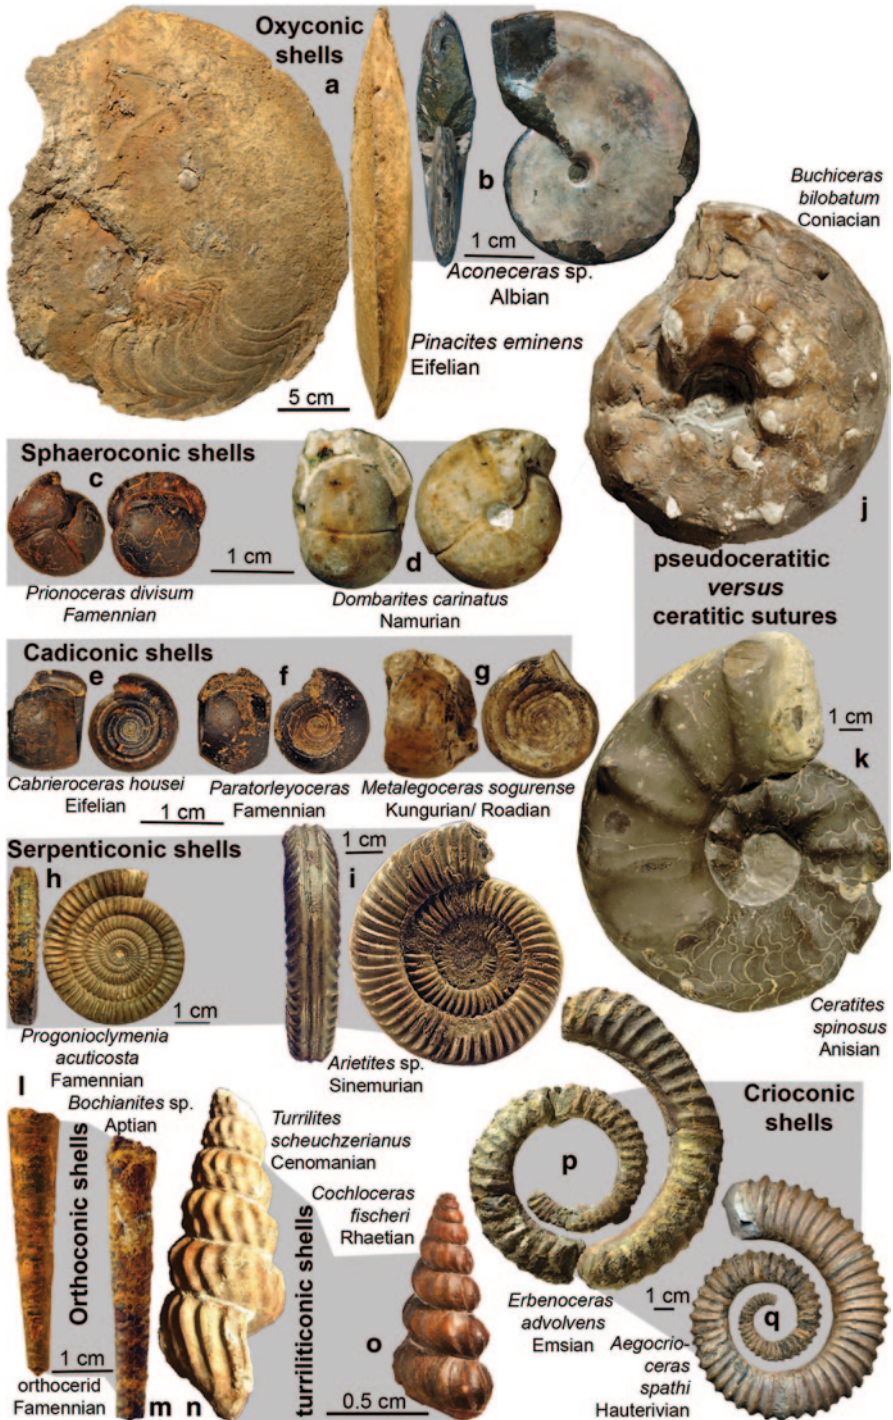 Oxyconic
shells
a
b
1 cm
Aconeceras sp.
Albian
Pinacites eminens
Eifelian
5 cm
Buchiceras
bilobatum
Coniacian
j
Sphaeroconic shells
c
1 cm
d
Prionoceras divisum
Famennian
Dombarites carinatus
Namurian
pseudoceratitic
versus
ceratitic sutures
Cadiconic shells
e
f
g
Cabrieroceras housei
Eifelian
1 cm
Paratorleyoceras
Famennian
Metalegoceras sogurense
Kungurian/ Roadian
1 cm
k
Ceratites
spinosus
Anisian
Serpenticonic shells
h
1 cm
i
1 cm
Progonioclymenia
acuticosta
Famennian
Arietites sp.
Sinemurian
l
Bochianites sp.
Aptian
Orthoconic shells
1 cm
orthocerid
Famennian
m
n
Turrilites
scheuchzerianus
Cenomanian
Cochloceras
fischeri
Rhaetian
turriliticonic shells
o
0.5 cm
Crioconic
shells
p
Erbenoceras
advolvens
Emsian
1 cm
q
Aegocrio-
ceras
spathi
Hauterivian